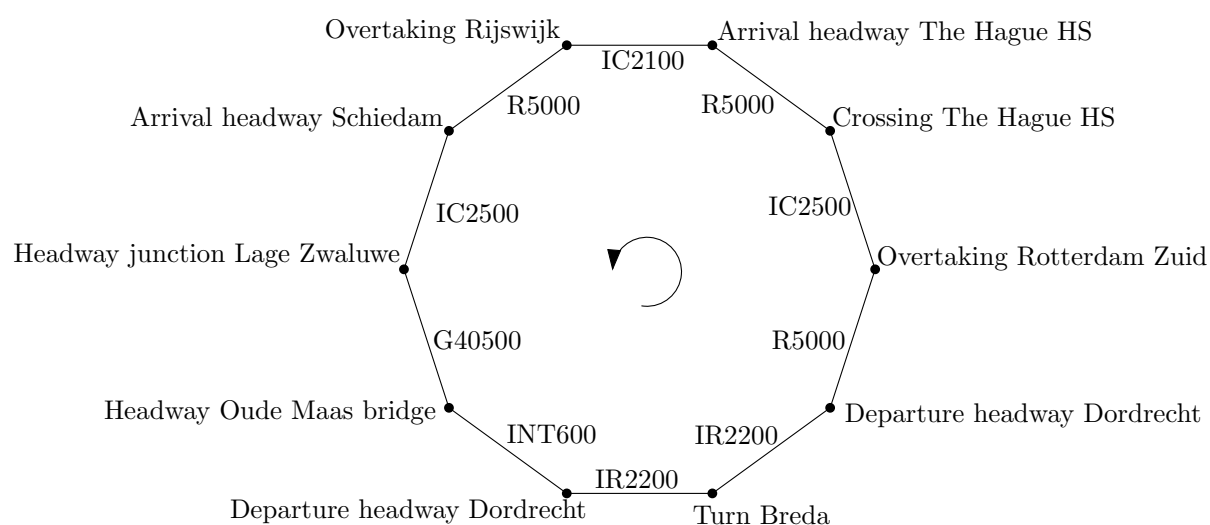 Overtaking Rijswijk
Arrival headway The Hague HS
IC2100
R5000
R5000
Arrival headway Schiedam
Crossing The Hague HS
IC2500
IC2500
Headway junction Lage Zwaluwe
Overtaking Rotterdam Zuid
G40500
R5000
Headway Oude Maas bridge
Departure headway Dordrecht
INT600
IR2200
IR2200
Departure headway Dordrecht
Turn Breda